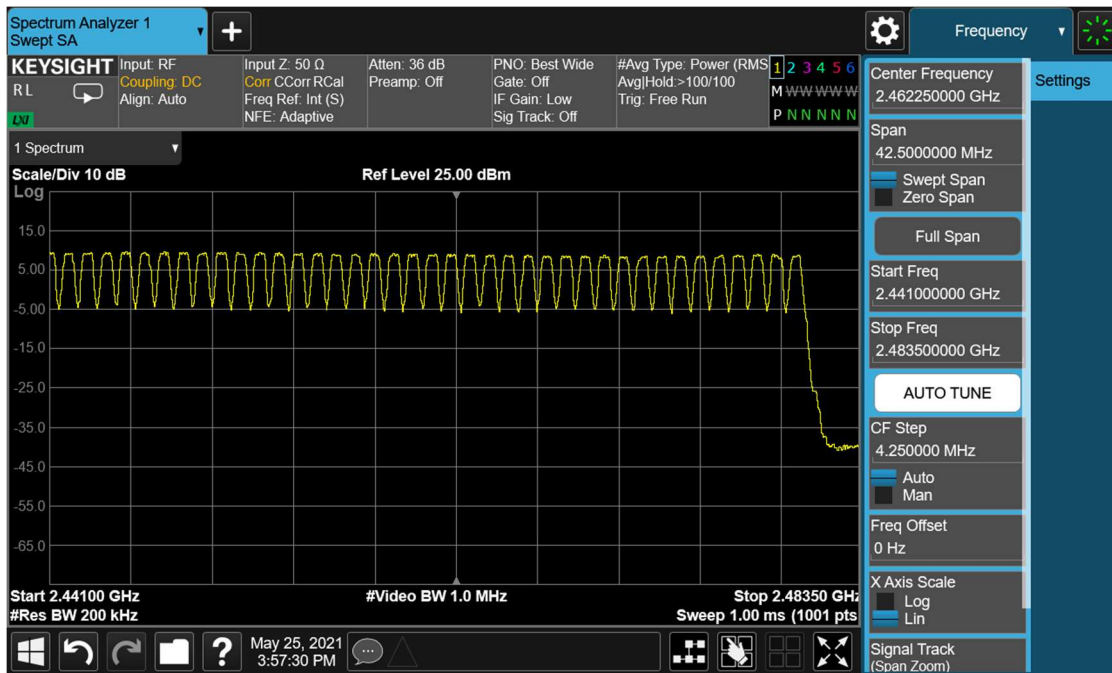 Spectrum Analyzer 1
Swept SA
+
Frequency
KEYSIGHT
RL
LXI
Input: RF
Coupling: DC
Align: Auto
Input Z: 50 Ω
Corr CCorr RCal
Freq Ref: Int (S)
NFE: Adaptive
Atten: 36 dB
Preamp: Off
PNO: Best Wide
Gate: Off
IF Gain: Low
Sig Track: Off
#Avg Type: Power (RMS
Avg|Hold:>100/100
Trig: Free Run
1 2 3 4 5 6
M W W W W W
P N N N N N
1 Spectrum
Scale/Div 10 dB
Ref Level 25.00 dBm
Log
15.0
5.00
-5.00
-15.0
-25.0
-35.0
-45.0
-55.0
-65.0
Start 2.44100 GHz
#Video BW 1.0 MHz
Stop 2.48350 GHz
#Res BW 200 kHz
Sweep 1.00 ms (1001 pts
?
May 25, 2021
3:57:30 PM
Center Frequency
2.462250000 GHz
Span
42.5000000 MHz
Swept Span
Zero Span
Full Span
Start Freq
2.441000000 GHz
Stop Freq
2.483500000 GHz
AUTO TUNE
CF Step
4.250000 MHz
Auto
Man
Freq Offset
0 Hz
X Axis Scale
Log
Lin
Signal Track
(Span Zoom)
Settings